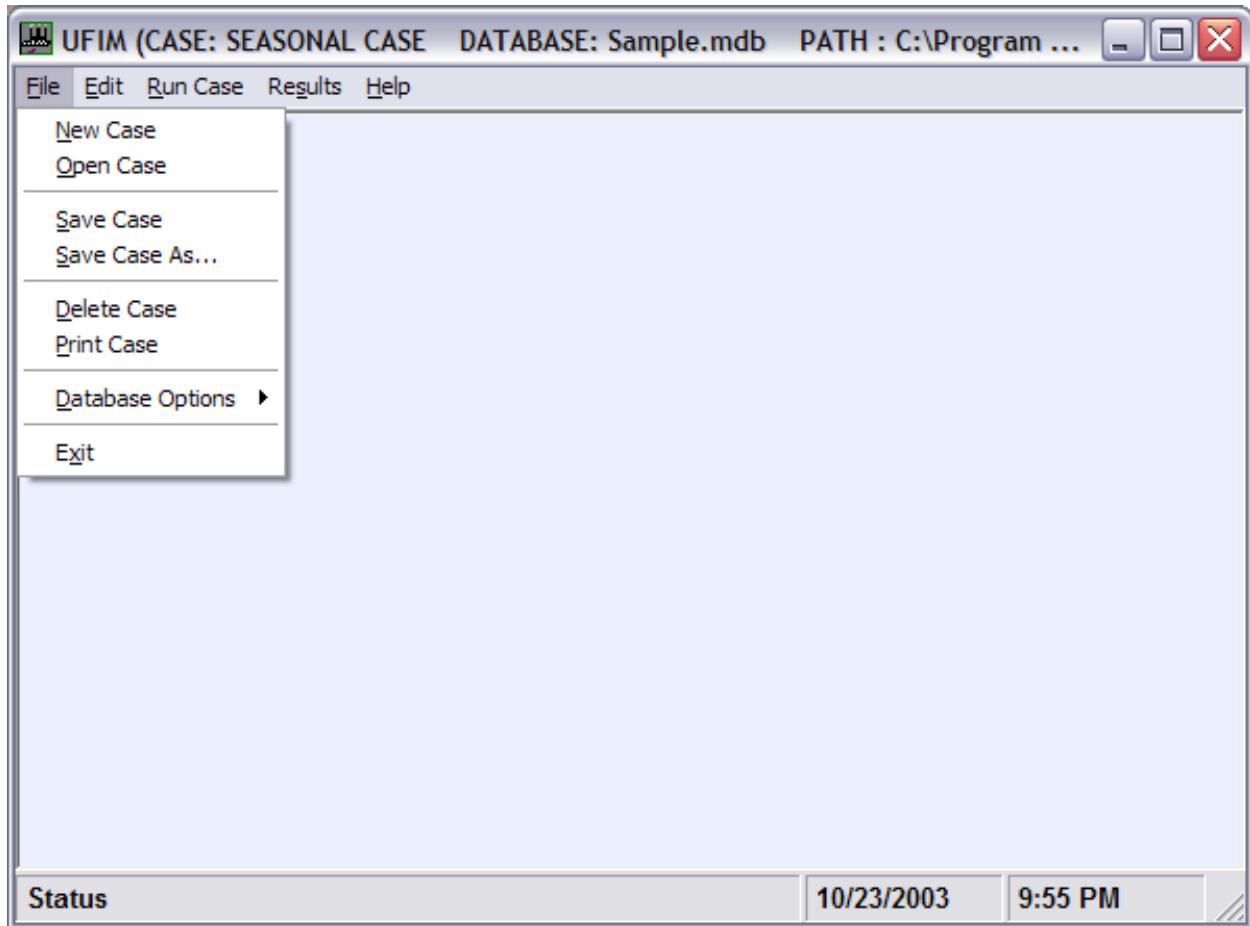 UFIM (CASE: SEASONAL CASE DATABASE: Sample.mdb PATH : C:\Program ...
File Edit Run Case Results Help
New Case
Open Case
Save Case
Save Case As...
Delete Case
Print Case
Database Options
Exit
Status 10/23/2003 9:55 PM